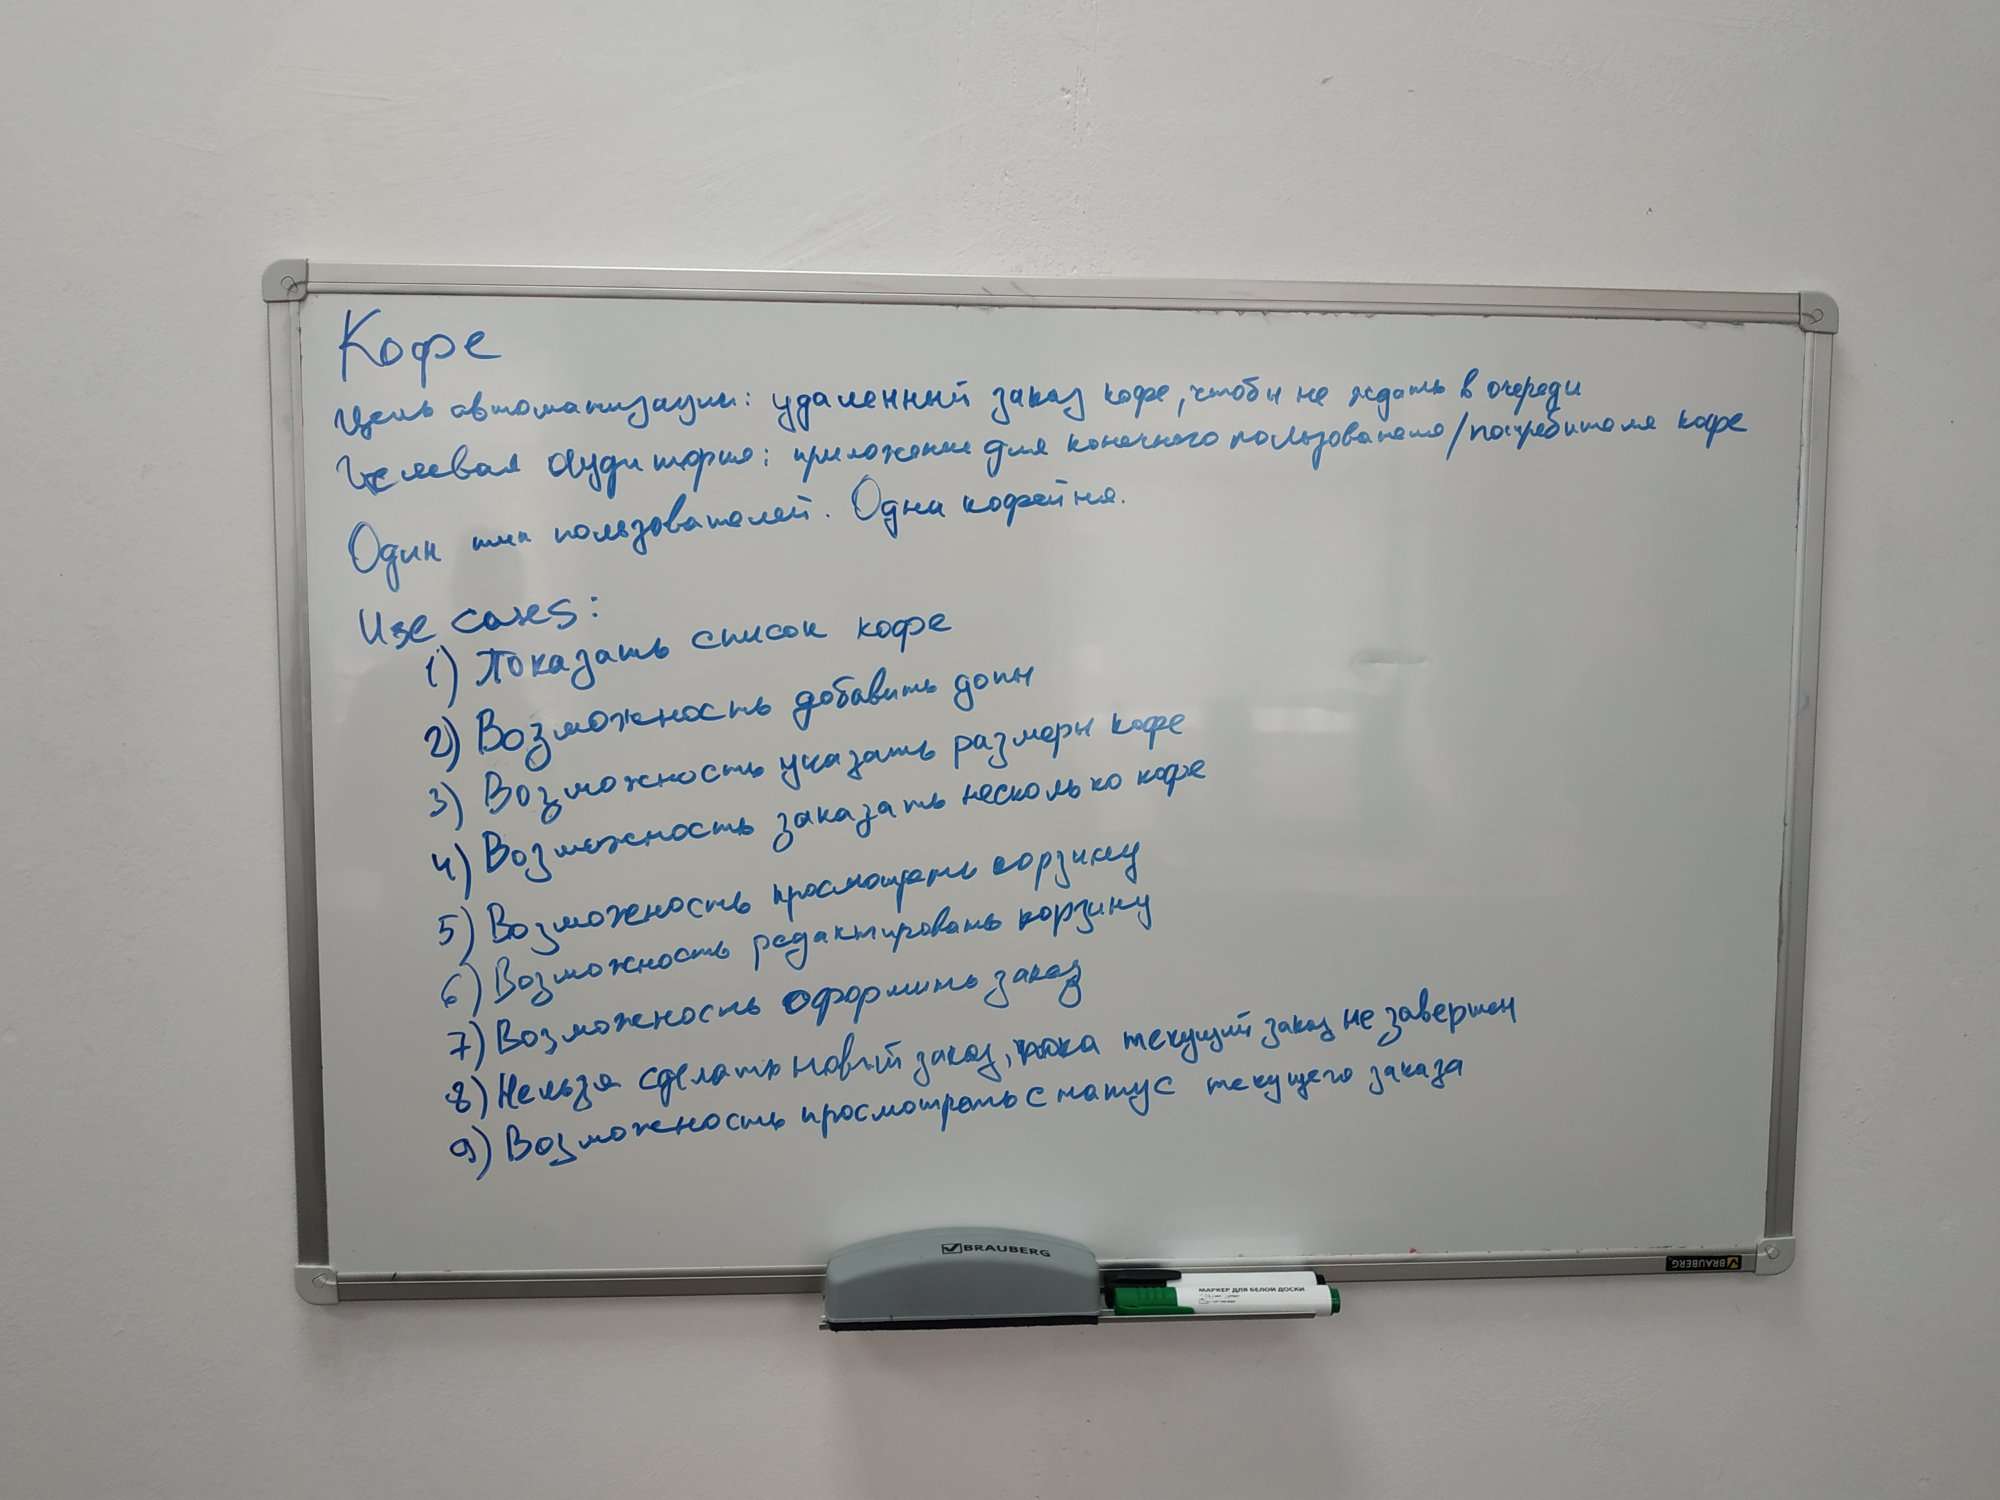 Кофе
Цель автоматизации: удаленный заказ кофе, чтобы не ждать в очереди
Целевая аудитория: приложение для конечного пользователя/потребителя кофе
Один тип пользователей. Одна кофейня.
Use cases:
1) Показать список кофе
2) Возможность добавить допы
3) Возможность указать размеры кофе
4) Возможность заказать несколько кофе
5) Возможность просмотреть корзину
6) Возможность редактировать корзину
7) Возможность оформить заказ
8) Нельзя сделать новый заказ, пока текущий заказ не завершен
9) Возможность просмотреть статус текущего заказа
BRAUBERG
BRAUBERG
МАРКЕР ДЛЯ БЕЛОЙ ДОСКИ